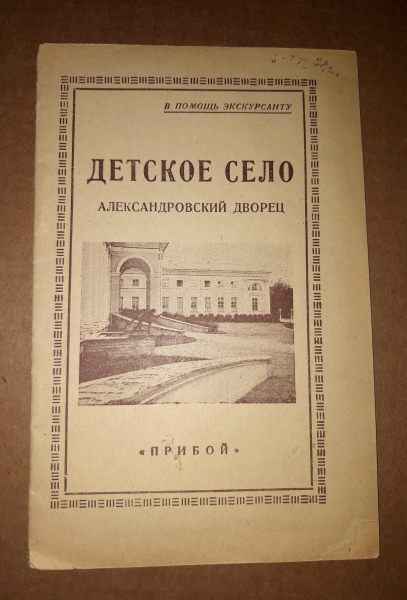 В ПОМОЩЬ ЭКСКУРСАНТУ
ДЕТСКОЕ СЕЛО
АЛЕКСАНДРОВСКИЙ ДВОРЕЦ
«ПРИБОЙ»